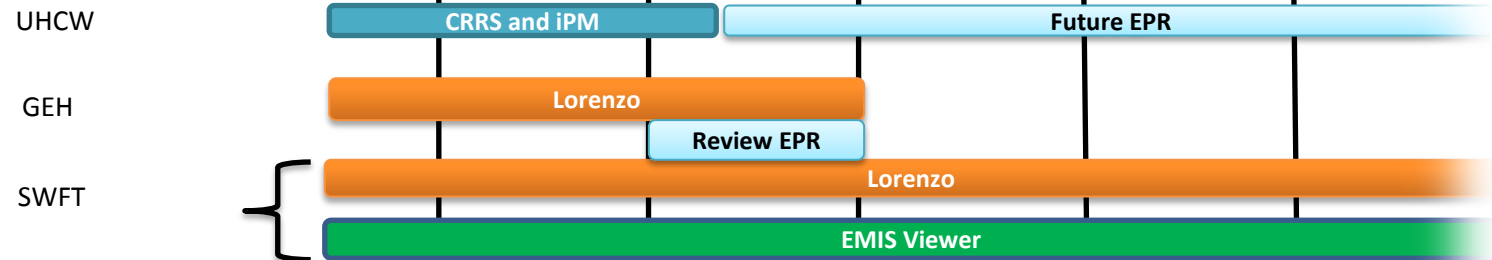 UHCW
CRRS and iPM
Future EPR
GEH
Lorenzo
Review EPR
SWFT
Lorenzo
EMIS Viewer